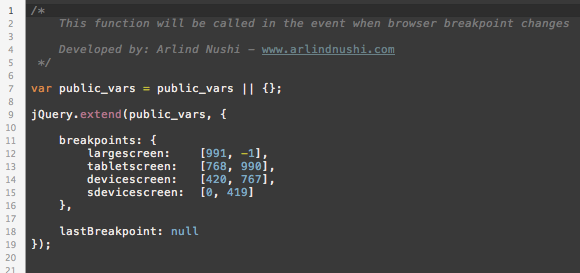 1 /*
2 This function will be called in the event when browser breakpoint changes
3
4 Developed by: Arlind Nushi - www.arlindnushi.com
5 */
6
7 var public_vars = public_vars || {};
8
9 jQuery.extend(public_vars, {
10
11 breakpoints: {
12 largescreen: [991, -1],
13 tabletscreen: [768, 990],
14 devicescreen: [420, 767],
15 sdevicescreen: [0, 419]
16 },
17
18 lastBreakpoint: null
19 });
20
21